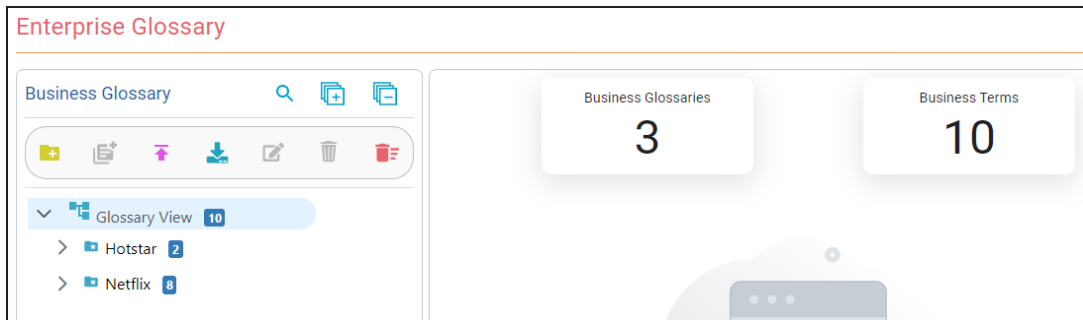 Enterprise Glossary
Business Glossary
Business Glossaries
3
Business Terms
10
Glossary View 10
Hotstar 2
Netflix 8